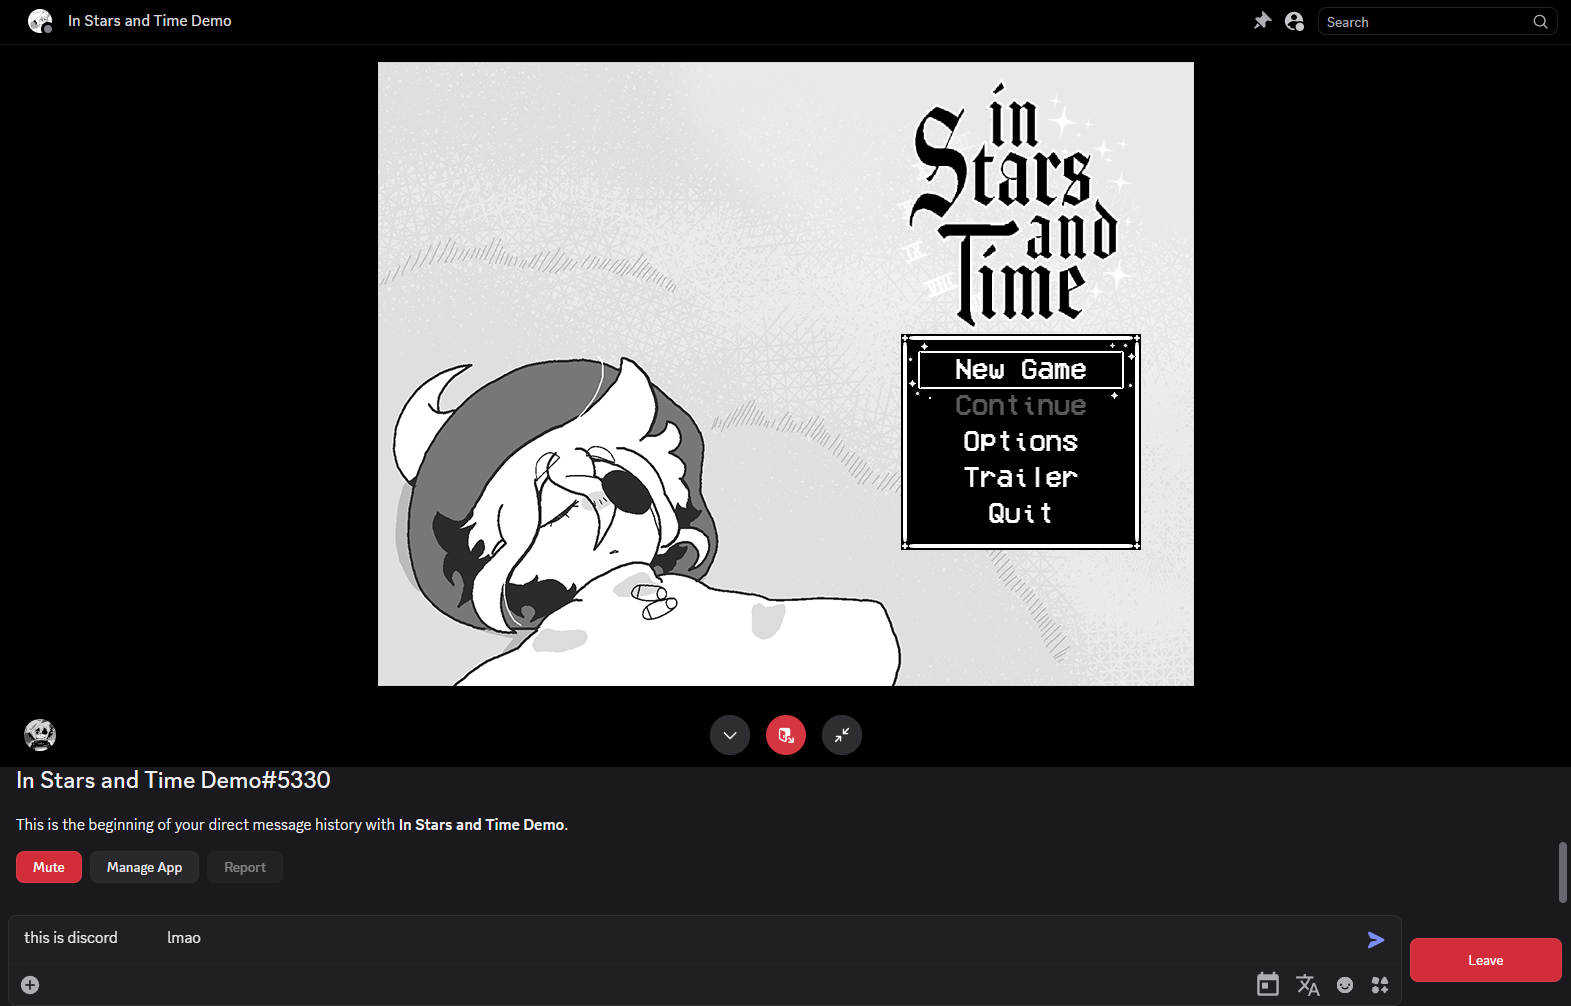 In Stars and Time Demo
Search
in
Stars
and
Time
IX
VIII
New Game
Continue
Options
Trailer
Quit
In Stars and Time Demo#5330
This is the beginning of your direct message history with In Stars and Time Demo.
Mute
Manage App
Report
this is discord lmao
Leave